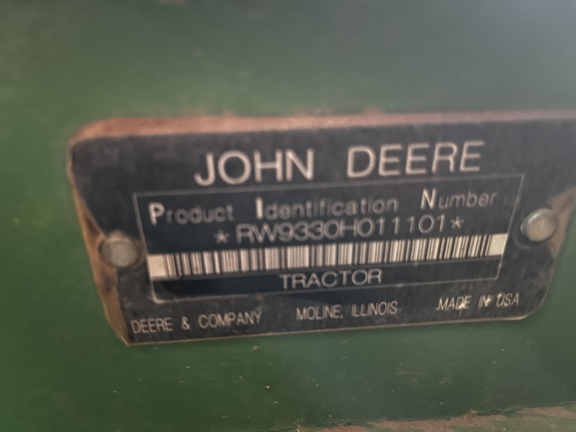 JOHN DEERE
Product Identification Number
*RW9330H011101*
TRACTOR
DEERE & COMPANY MOLINE, ILLINOIS MADE IN USA